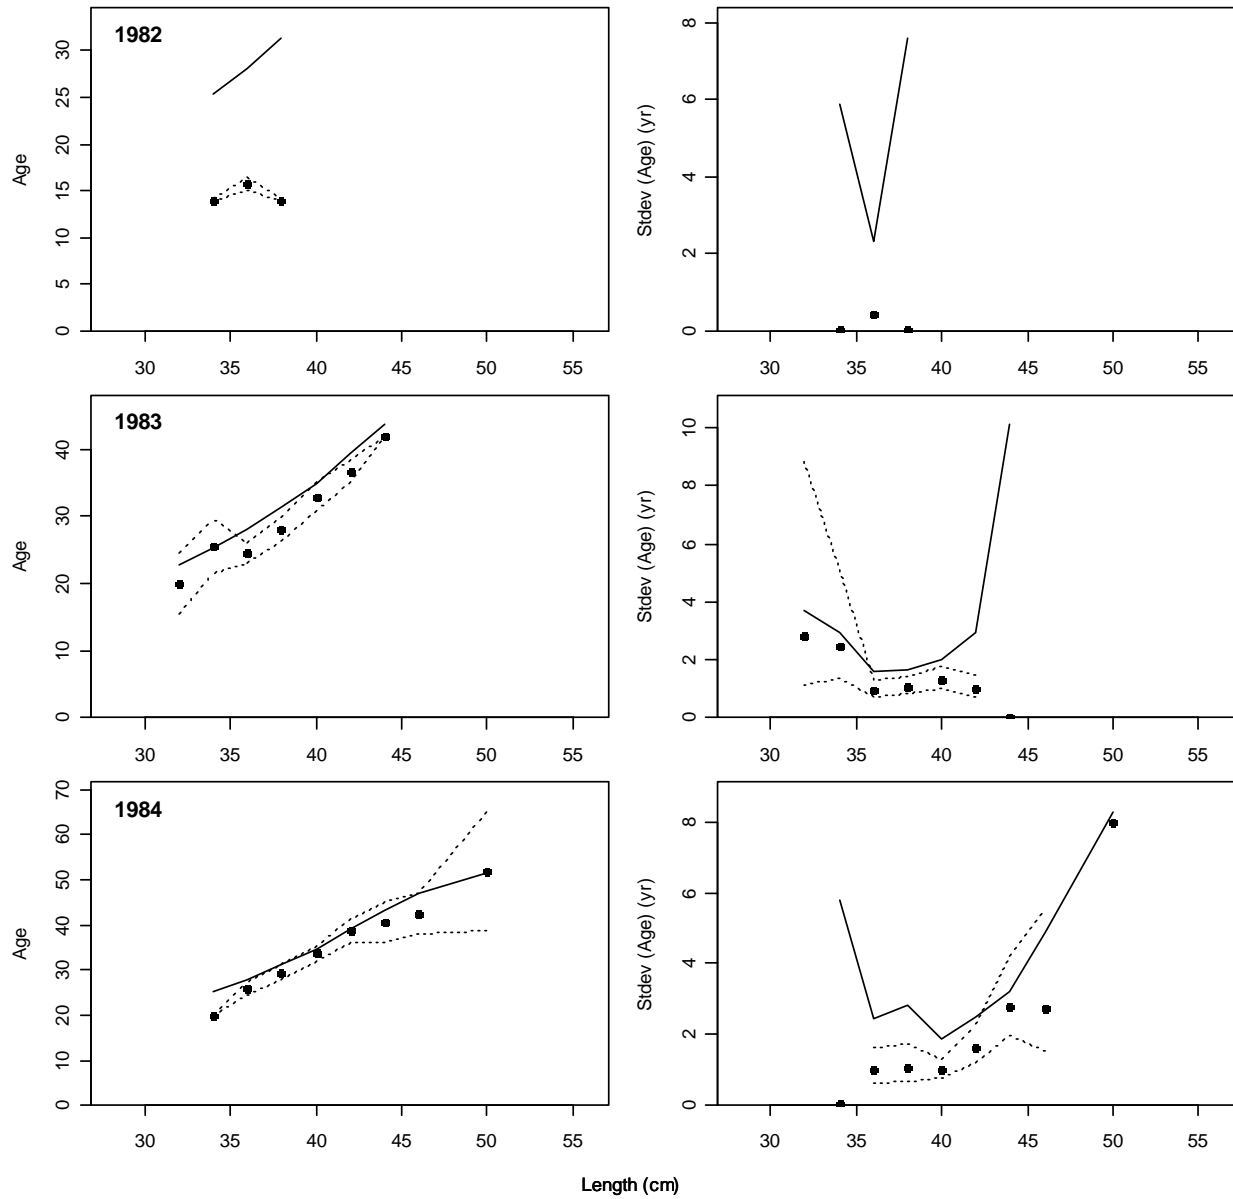 1982
Age
0 5 10 15 20 25 30
30 35 40 45 50 55
Stdev (Age) (yr)
0 2 4 6 8
30 35 40 45 50 55
1983
Age
0 10 20 30 40
30 35 40 45 50 55
Stdev (Age) (yr)
0 2 4 6 8 10
30 35 40 45 50 55
1984
Age
0 10 20 30 40 50 60 70
30 35 40 45 50 55
Stdev (Age) (yr)
0 2 4 6 8
30 35 40 45 50 55
Length (cm)